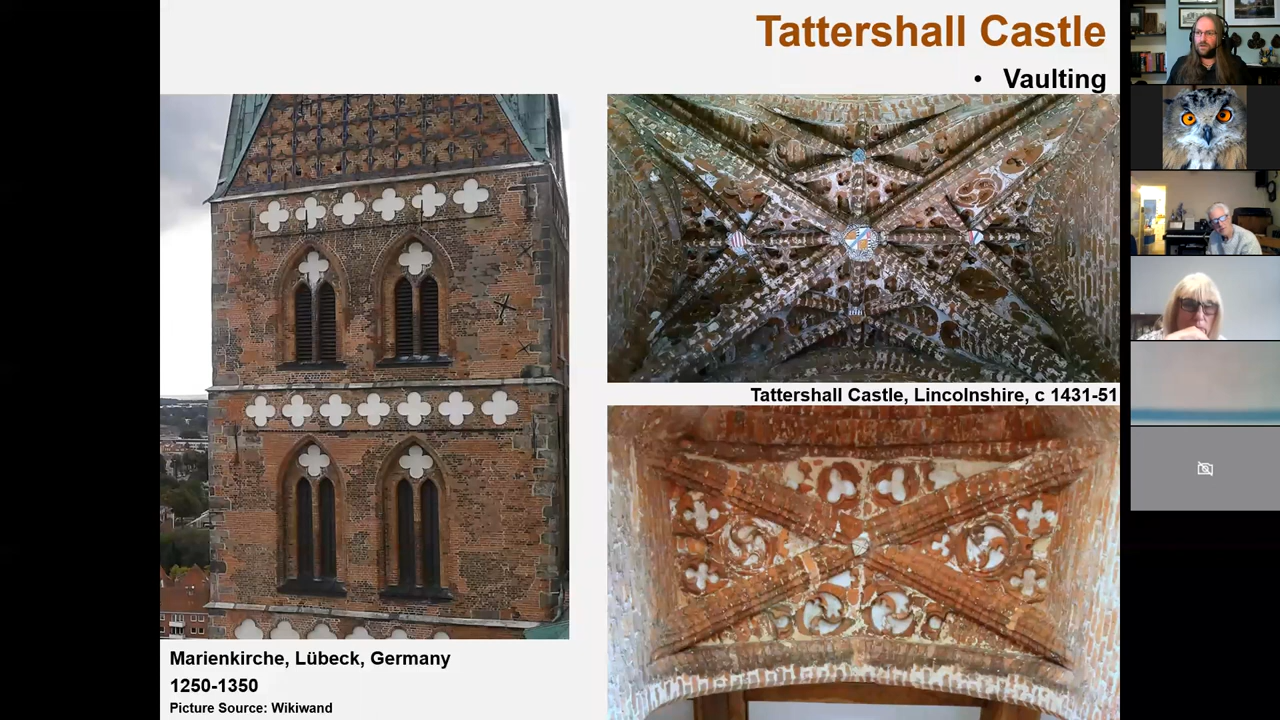 Tattershall Castle
• Vaulting
Tattershall Castle, Lincolnshire, c 1431-51
Marienkirche, Lübeck, Germany
1250-1350
Picture Source: Wikiwand